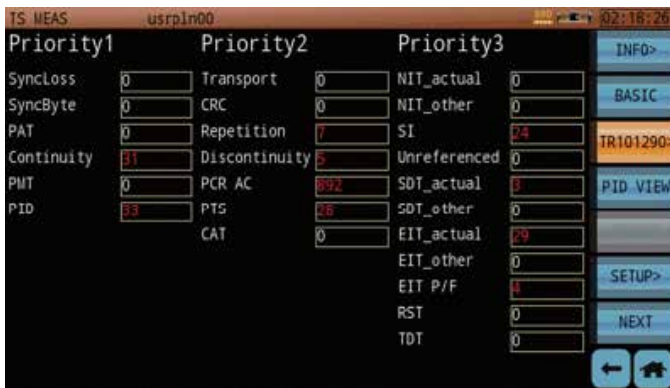 TS MEAS usrpln00 02:18:26
Priority1 Priority2 Priority3
SyncLoss 0 Transport 0 NIT_actual 0
SyncByte 0 CRC 0 NIT_other 0
PAT 0 Repetition 7 SI 24
Continuity 31 Discontinuity 5 Unreferenced 0
PMT 0 PCR AC 892 SDT_actual 3
PID 33 PTS 26 SDT_other 0
CAT 0 EIT_actual 29
EIT_other 0
EIT P/F 4
RST 0
TDT 0
INFO>
BASIC
TR101290>
PID VIEW
SETUP>
NEXT